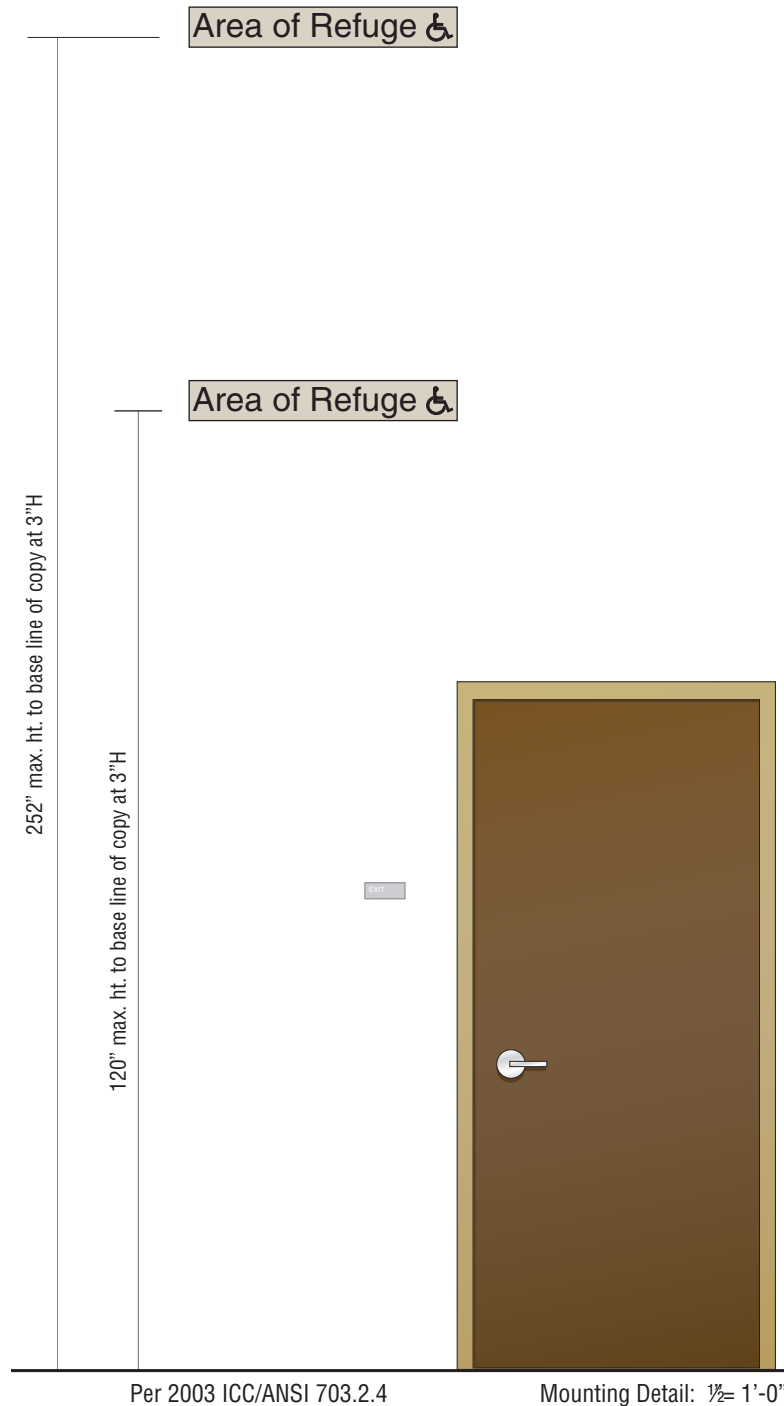 Area of Refuge
Area of Refuge
252” max. ht. to base line of copy at 3”H
120” max. ht. to base line of copy at 3”H
EXIT
Per 2003 ICC/ANSI 703.2.4
Mounting Detail: ½”= 1’-0”